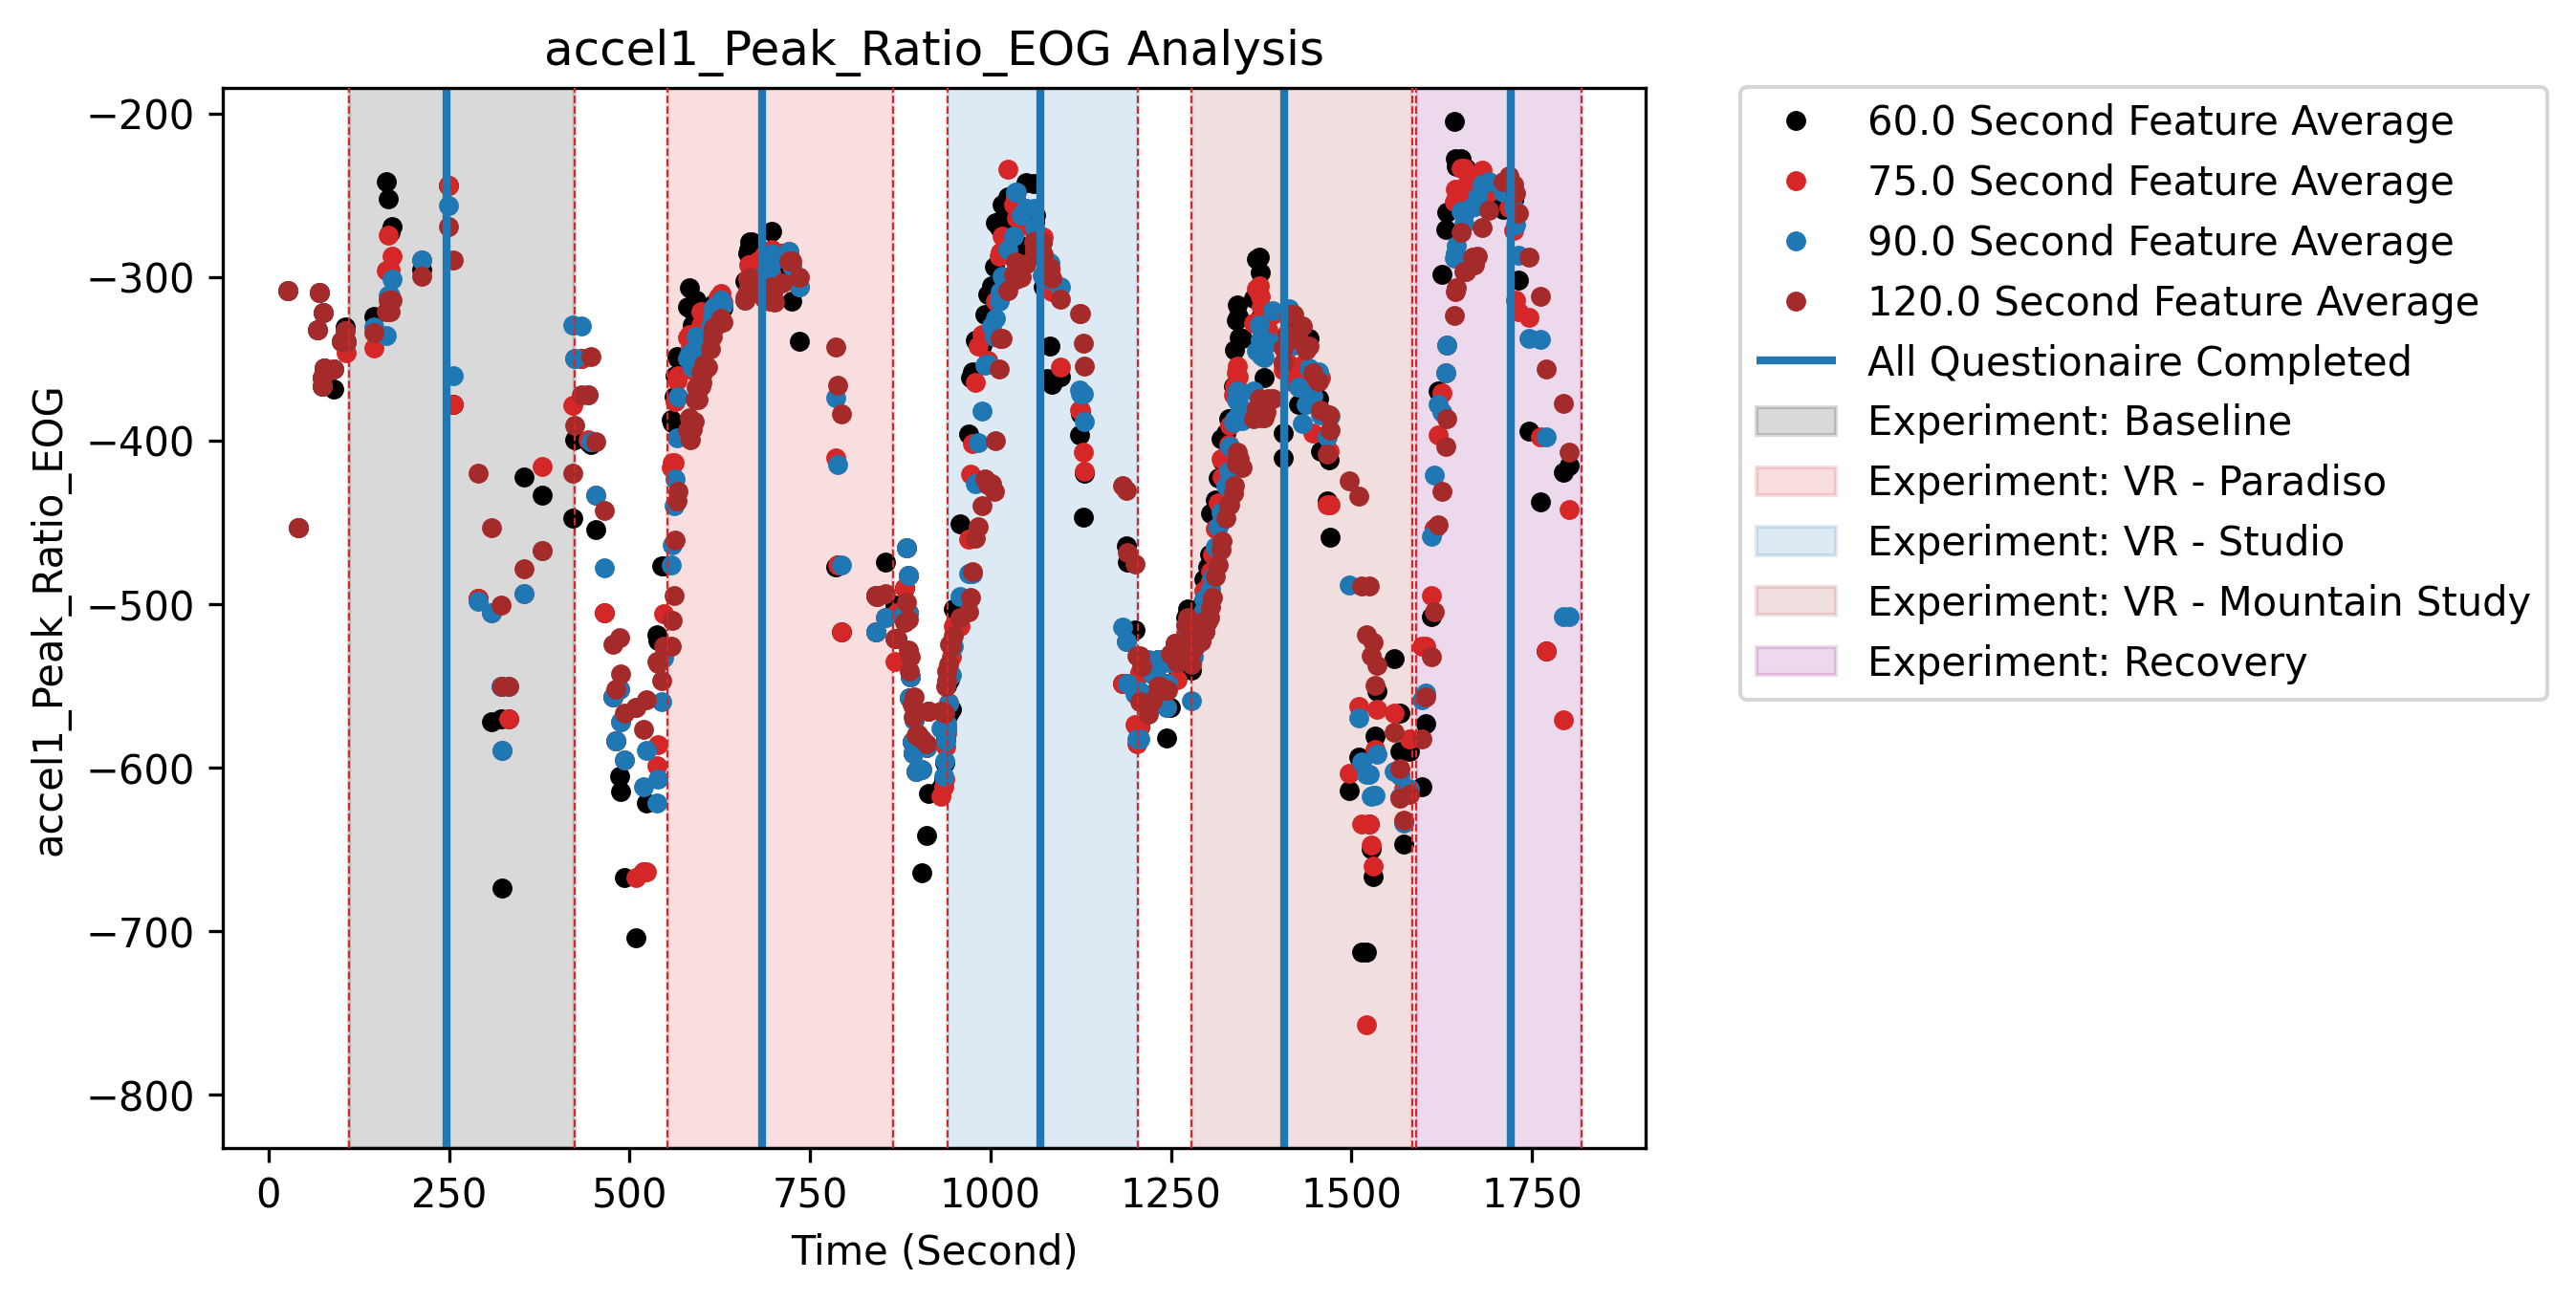 accel1_Peak_Ratio_EOG Analysis
accel1_Peak_Ratio_EOG
−200
−300
−400
−500
−600
−700
−800
0
250
500
750
1000
1250
1500
1750
Time (Second)
60.0 Second Feature Average
75.0 Second Feature Average
90.0 Second Feature Average
120.0 Second Feature Average
All Questionaire Completed
Experiment: Baseline
Experiment: VR - Paradiso
Experiment: VR - Studio
Experiment: VR - Mountain Study
Experiment: Recovery